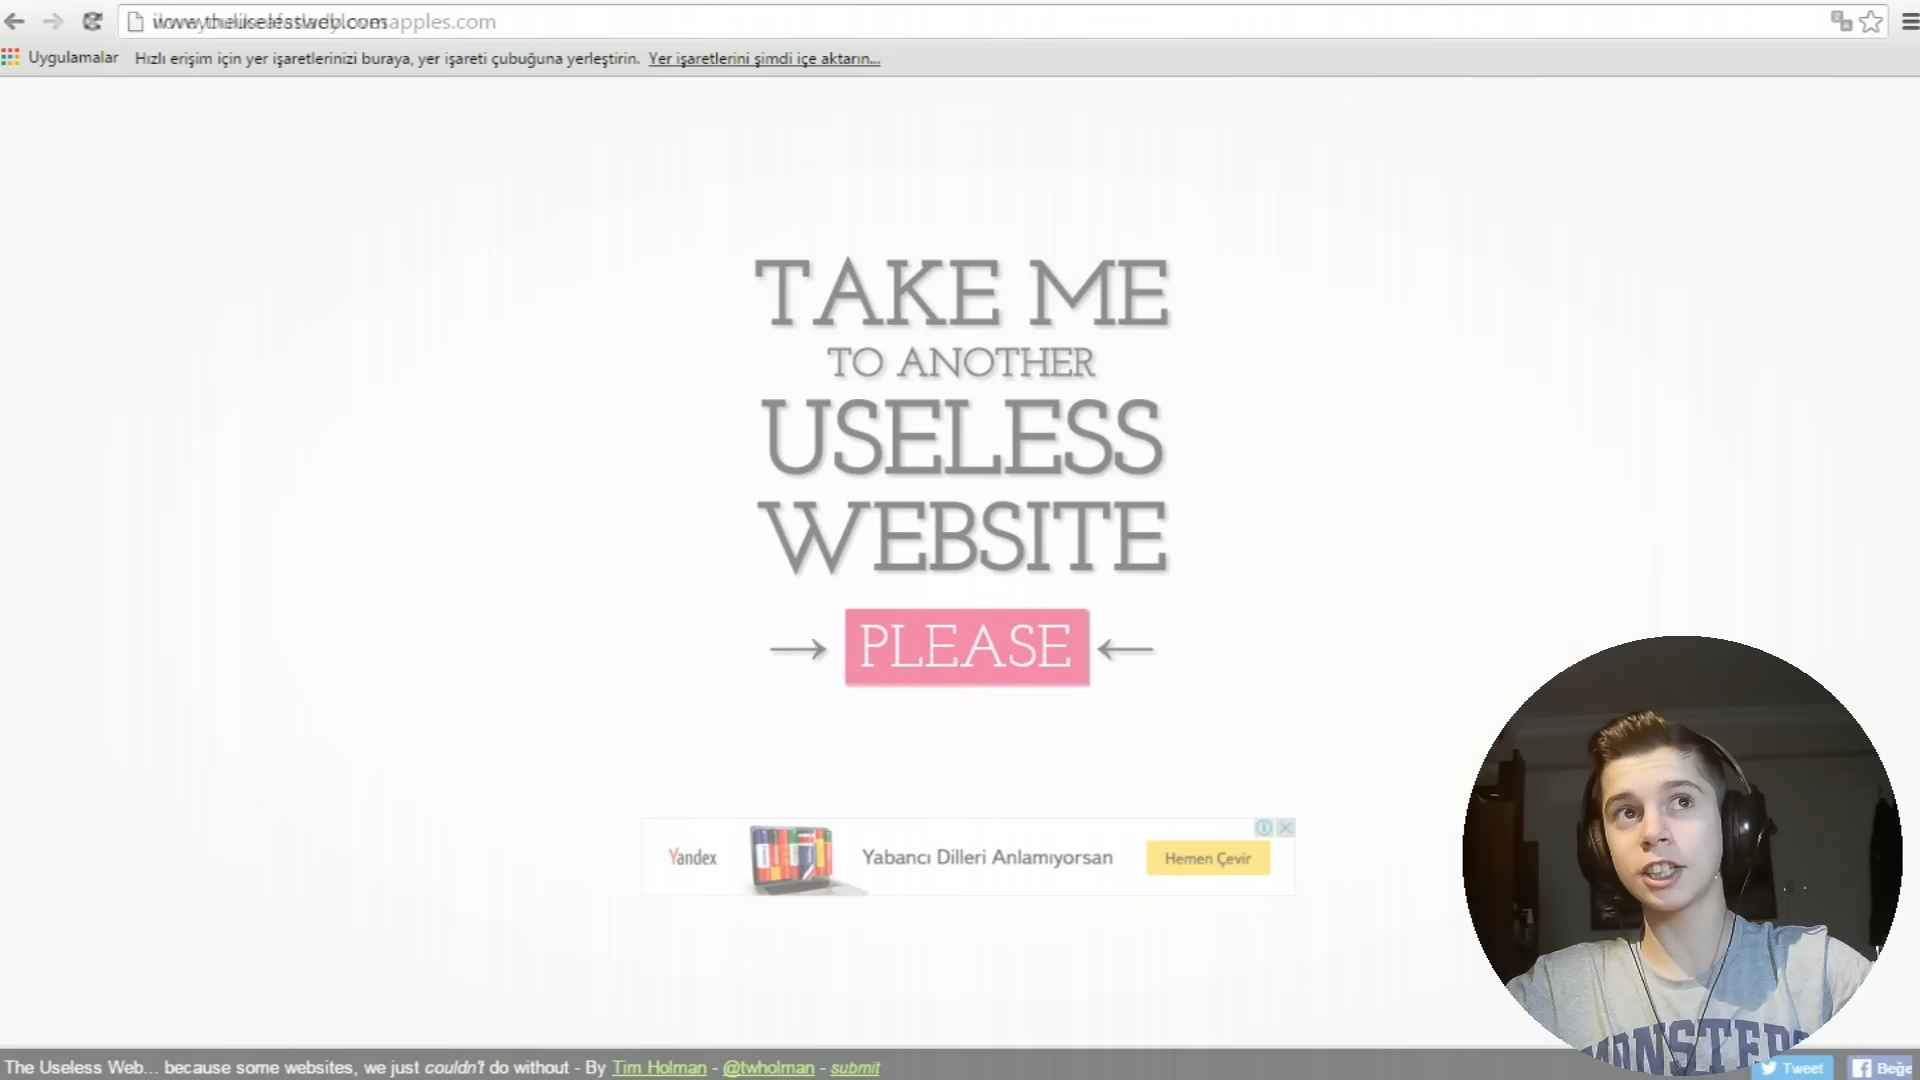 Uygulamalar Hızlı erişim için yer işaretlerinizi buraya, yer işareti çubuğuna yerleştirin. Yer işaretlerini şimdi içe aktarın...
TAKE ME
TO ANOTHER
USELESS
WEBSITE
→ PLEASE ←
Yandex Yabancı Dilleri Anlamıyorsan Hemen Çevir
The Useless Web... because some websites, we just couldn't do without - By Tim Holman - @twholman - submit
Tweet